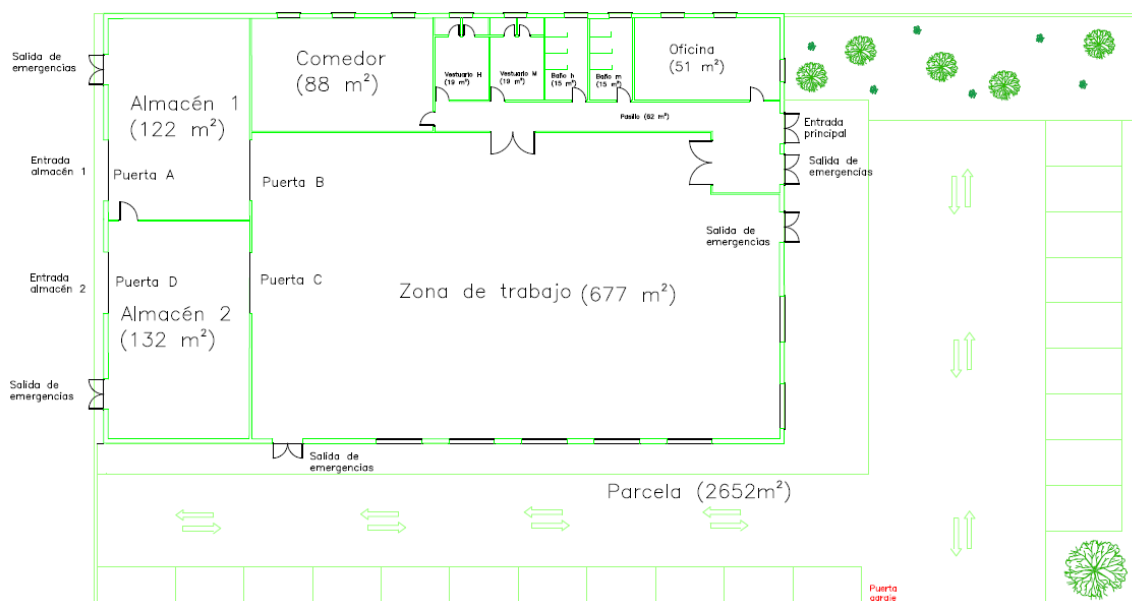 Salida de
emergencias
Almacén 1
(122 m²)
Comedor
(88 m²)
Vestuario H
(19 m²)
Vestuario M
(19 m²)
Baño h
(15 m²)
Baño m
(15 m²)
Oficina
(51 m²)
Pasillo (62 m²)
Entrada
principal
Salida de
emergencias
Entrada
almacén 1
Puerta A
Puerta B
Salida de
emergencias
Entrada
almacén 2
Puerta D
Puerta C
Zona de trabajo (677 m²)
Almacén 2
(132 m²)
Salida de
emergencias
Salida de
emergencias
Parcela (2652m²)
Puerta
garaje